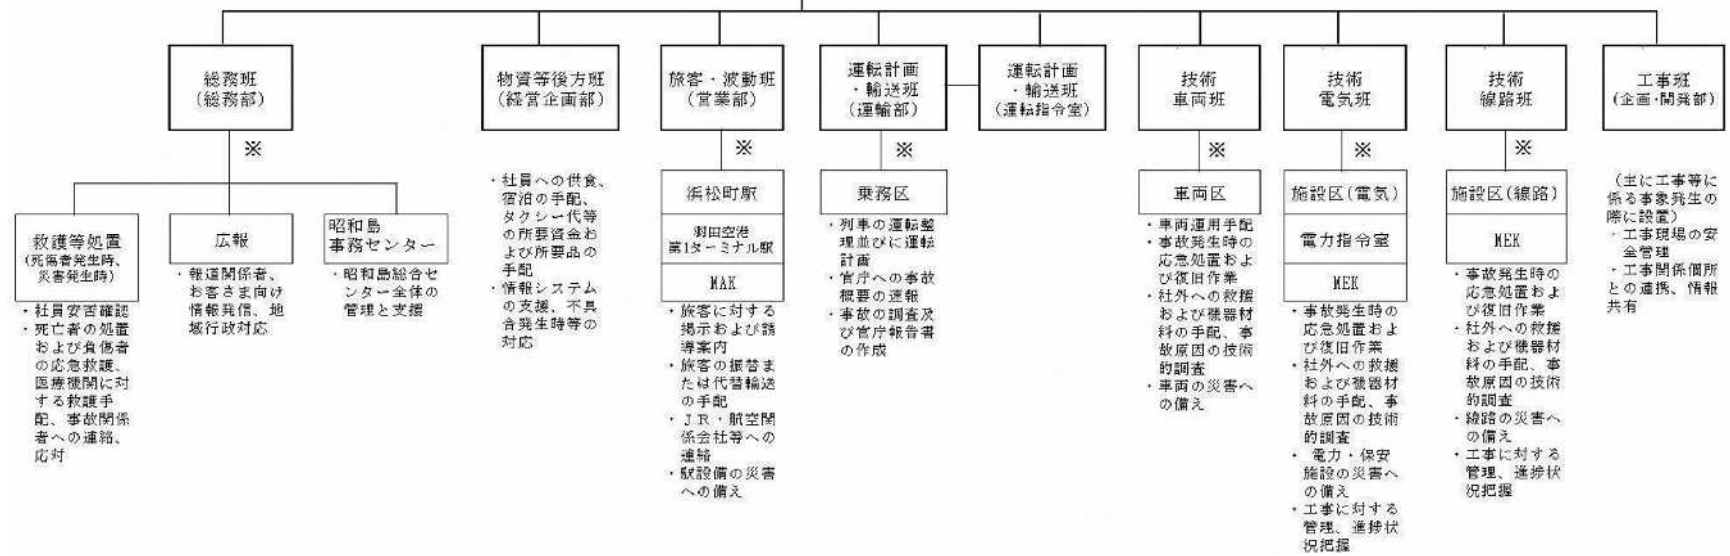 総務班
(総務部)
物資等後方班
(経営企画部)
旅客・波動班
(営業部)
運転計画
・輸送班
(運輸部)
運転計画
・輸送班
(運転指令室)
技術
車両班
技術
電気班
技術
線路班
工事班
(企画・開発部)
※
※
※
※
※
※
救護等処置
(死傷者発生時、
災害発生時)
・社員安否確認
・死亡者の処置
および負傷者
の応急救護、
医療機関に対
する救護手
配、事故関係
者への連絡、
応対
広報
・報道関係者、
お客さま向け
情報発信、地
域行政対応
昭和島
事務センター
・昭和島総合セ
ンター全体の
管理と支援
・社員への供食、
宿泊の手配、
タクシー代等
の所要資金お
よび所要品の
手配
・情報システム
の支援、不具
合発生時等の
対応
浜松町駅
羽田空港
第1ターミナル駅
MAK
・旅客に対する
掲示および誘
導案内
・旅客の振替ま
たは代替輸送
の手配
・JR・航空関
係会社等への
連絡
・駅設備の災害
への備え
乗務区
・列車の運転整
理並びに運転
計画
・官庁への事故
概要の速報
・事故の調査及
び官庁報告書
の作成
車両区
・車両運用手配
・事故発生時の
応急処置およ
び復旧作業
・社外への救援
および機器材
料の手配、事
故原因の技術
的調査
・車両の災害へ
の備え
施設区(電気)
電力指令室
MEK
・事故発生時の
応急処置およ
び復旧作業
・社外への救援
および機器材
料の手配、事
故原因の技術
的調査
・電力・保安
施設の災害へ
の備え
・工事に対する
管理、進捗状
況把握
施設区(線路)
MEK
・事故発生時の
応急処置およ
び復旧作業
・社外への救援
および機器材
料の手配、事
故原因の技術
的調査
・線路の災害へ
の備え
・工事に対する
管理、進捗状
況把握
(主に工事等に
係る事象発生の
際に設置)
・工事現場の安
全管理
・工事関係個所
との連携、情報
共有